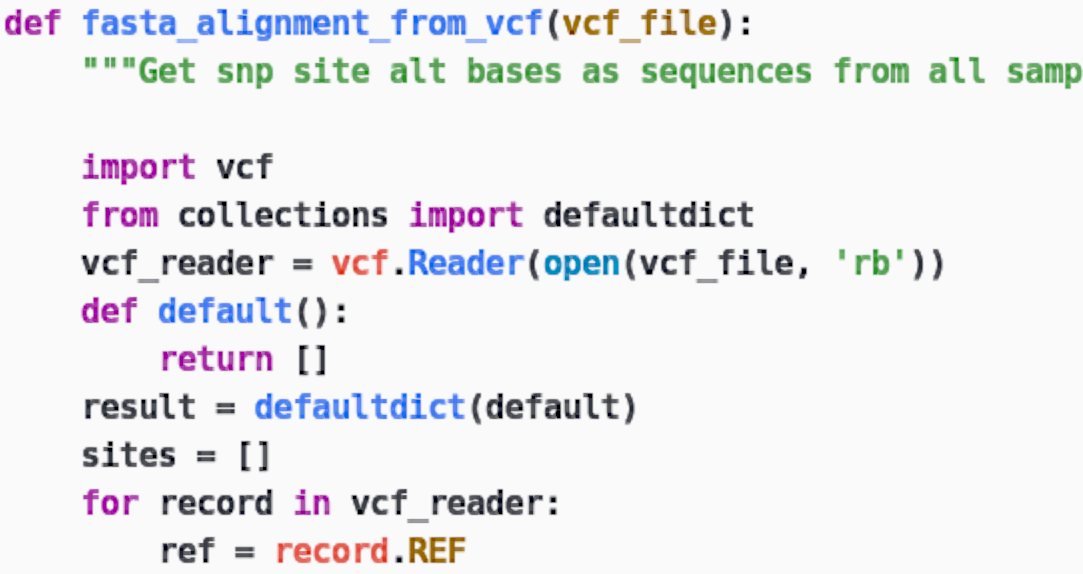 def fasta_alignment_from_vcf(vcf_file):
    """Get snp site alt bases as sequences from all samp
    import vcf
    from collections import defaultdict
    vcf_reader = vcf.Reader(open(vcf_file, 'rb'))
    def default():
        return []
    result = defaultdict(default)
    sites = []
    for record in vcf_reader:
        ref = record.REF